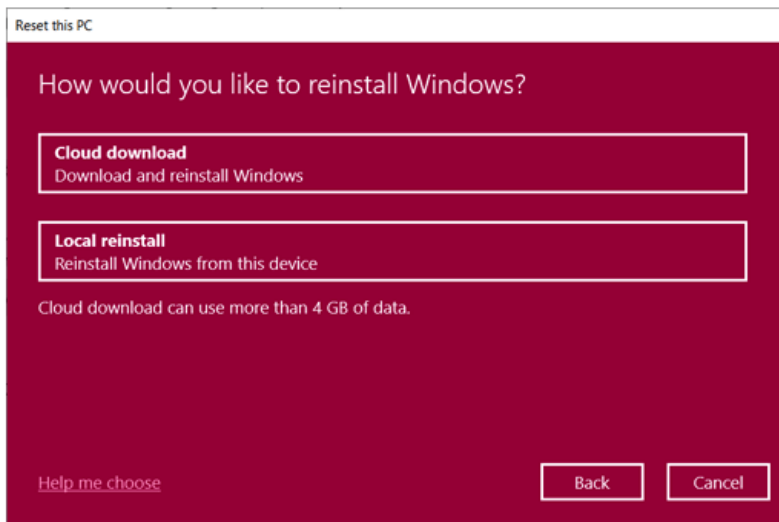 Reset this PC
How would you like to reinstall Windows?
Cloud download
Download and reinstall Windows
Local reinstall
Reinstall Windows from this device
Cloud download can use more than 4 GB of data.
Help me choose
Back
Cancel